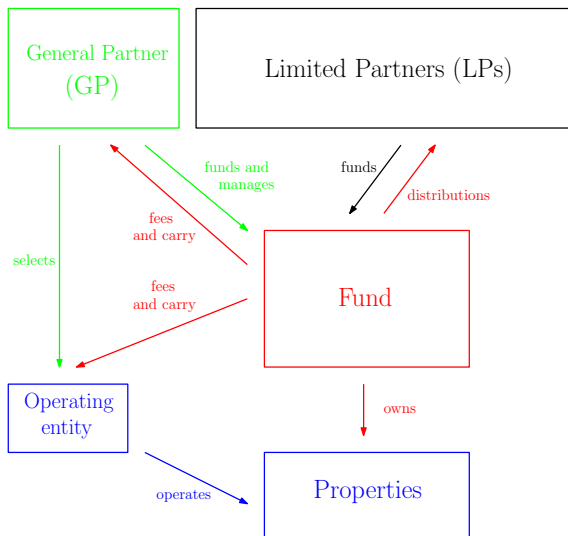 General Partner
(GP)
Limited Partners (LPs)
funds and
manages
funds
distributions
fees
and carry
selects
fees
and carry
Fund
Operating
entity
owns
operates
Properties